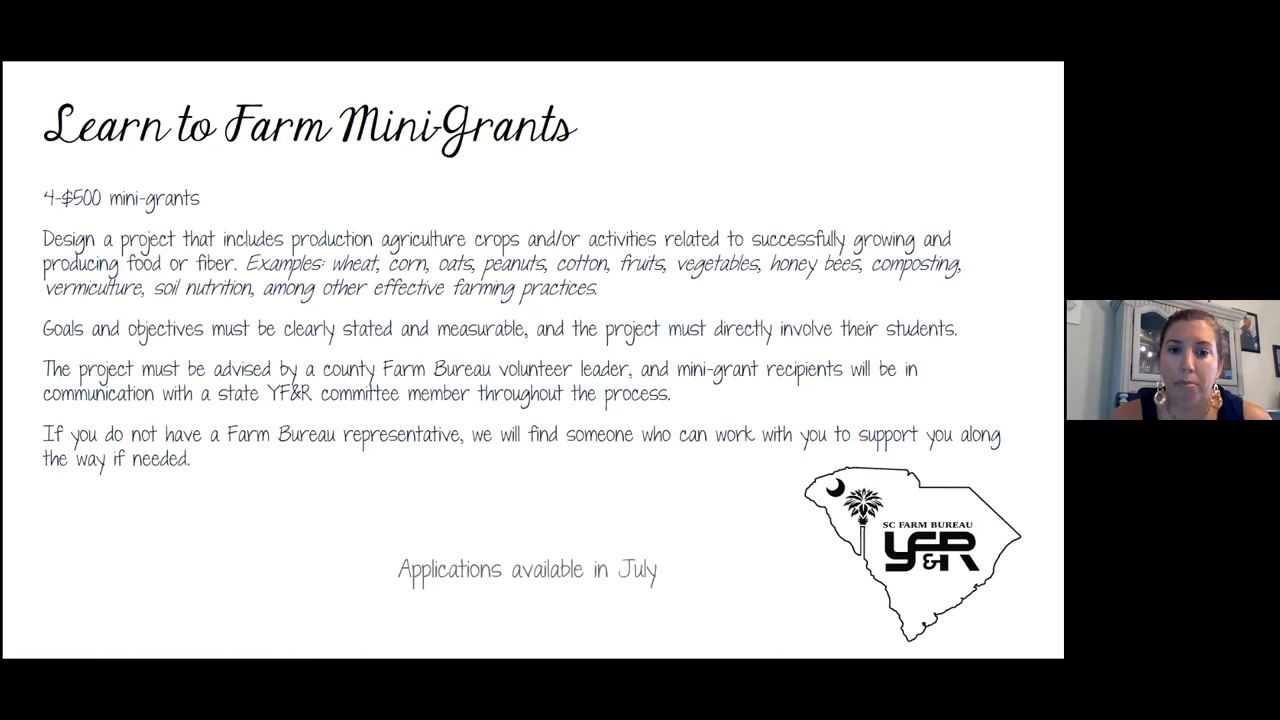 Learn to Farm Mini-Grants
4-$500 mini-grants
Design a project that includes production agriculture crops and/or activities related to successfully growing and
producing food or fiber. Examples: wheat, corn, oats, peanuts, cotton, fruits, vegetables, honey bees, composting,
vermiculture, soil nutrition, among other effective farming practices.
Goals and objectives must be clearly stated and measurable, and the project must directly involve their students.
The project must be advised by a county Farm Bureau volunteer leader, and mini-grant recipients will be in
communication with a state YF&R committee member throughout the process.
If you do not have a Farm Bureau representative, we will find someone who can work with you to support you along
the way if needed.
SC FARM BUREAU
YF&R
Applications available in July